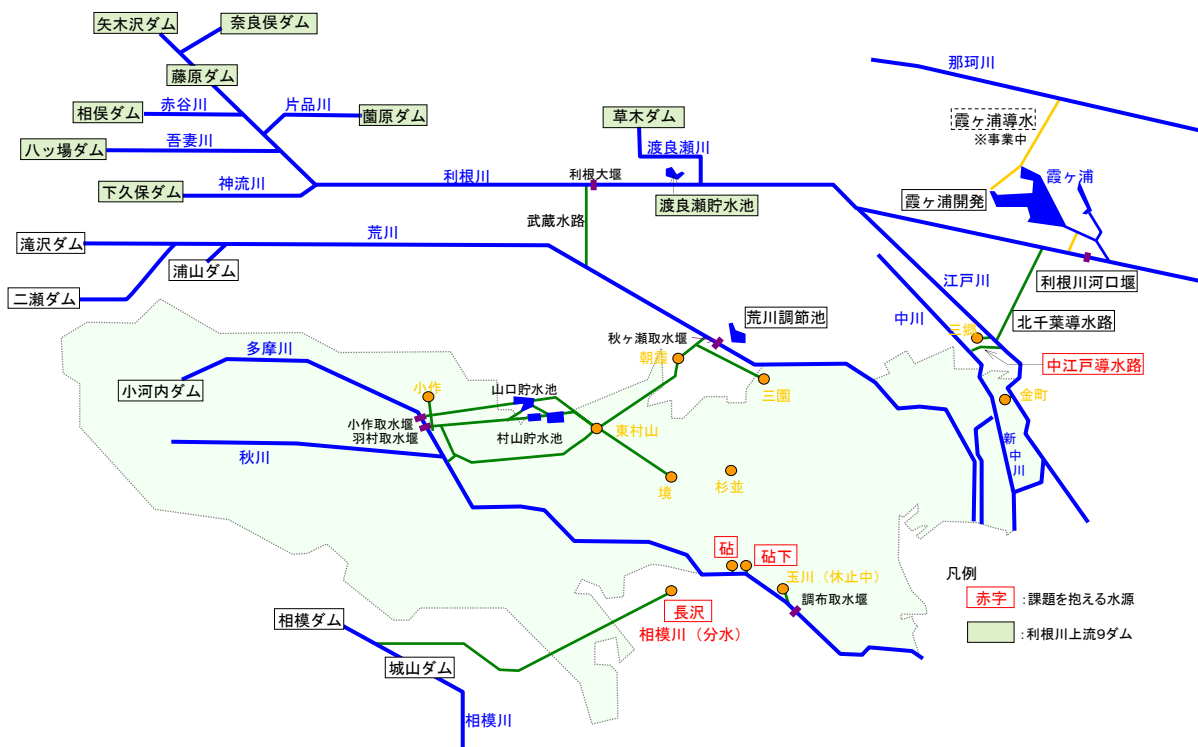 矢木沢ダム
奈良俣ダム
藤原ダム
相俣ダム
赤谷川
片品川
薗原ダム
八ッ場ダム
吾妻川
下久保ダム
神流川
利根川
利根大堰
草木ダム
渡良瀬川
渡良瀬貯水池
那珂川
霞ヶ浦導水
※事業中
霞ヶ浦
霞ヶ浦開発
武蔵水路
滝沢ダム
荒川
浦山ダム
二瀬ダム
江戸川
中川
利根川河口堰
北千葉導水路
三郷
中江戸導水路
金町
新中川
荒川調節池
秋ヶ瀬取水堰
朝霞
三園
多摩川
小河内ダム
小作
山口貯水池
小作取水堰
羽村取水堰
村山貯水池
東村山
秋川
境
杉並
砧
砧下
玉川（休止中）
調布取水堰
長沢
相模川（分水）
相模ダム
城山ダム
相模川
凡例
赤字
:課題を抱える水源
:利根川上流9ダム